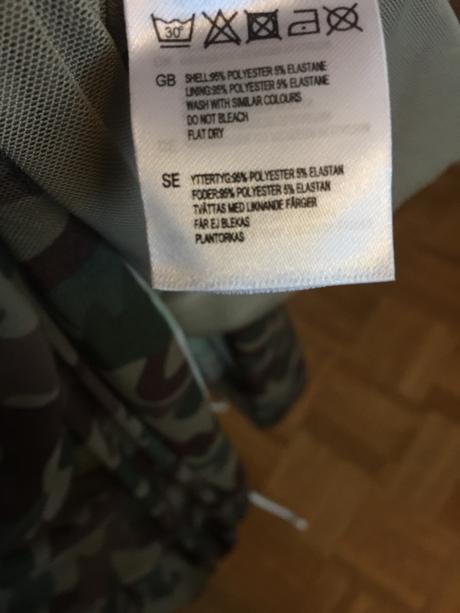 30°
GB SHELL:95% POLYESTER 5% ELASTANE
LINING:95% POLYESTER 5% ELASTANE
WASH WITH SIMILAR COLOURS
DO NOT BLEACH
FLAT DRY
SE YTTERTYG:95% POLYESTER 5% ELASTAN
FODER:95% POLYESTER 5% ELASTAN
TVÄTTAS MED LIKNANDE FÄRGER
FÅR EJ BLEKAS
PLANTORKAS